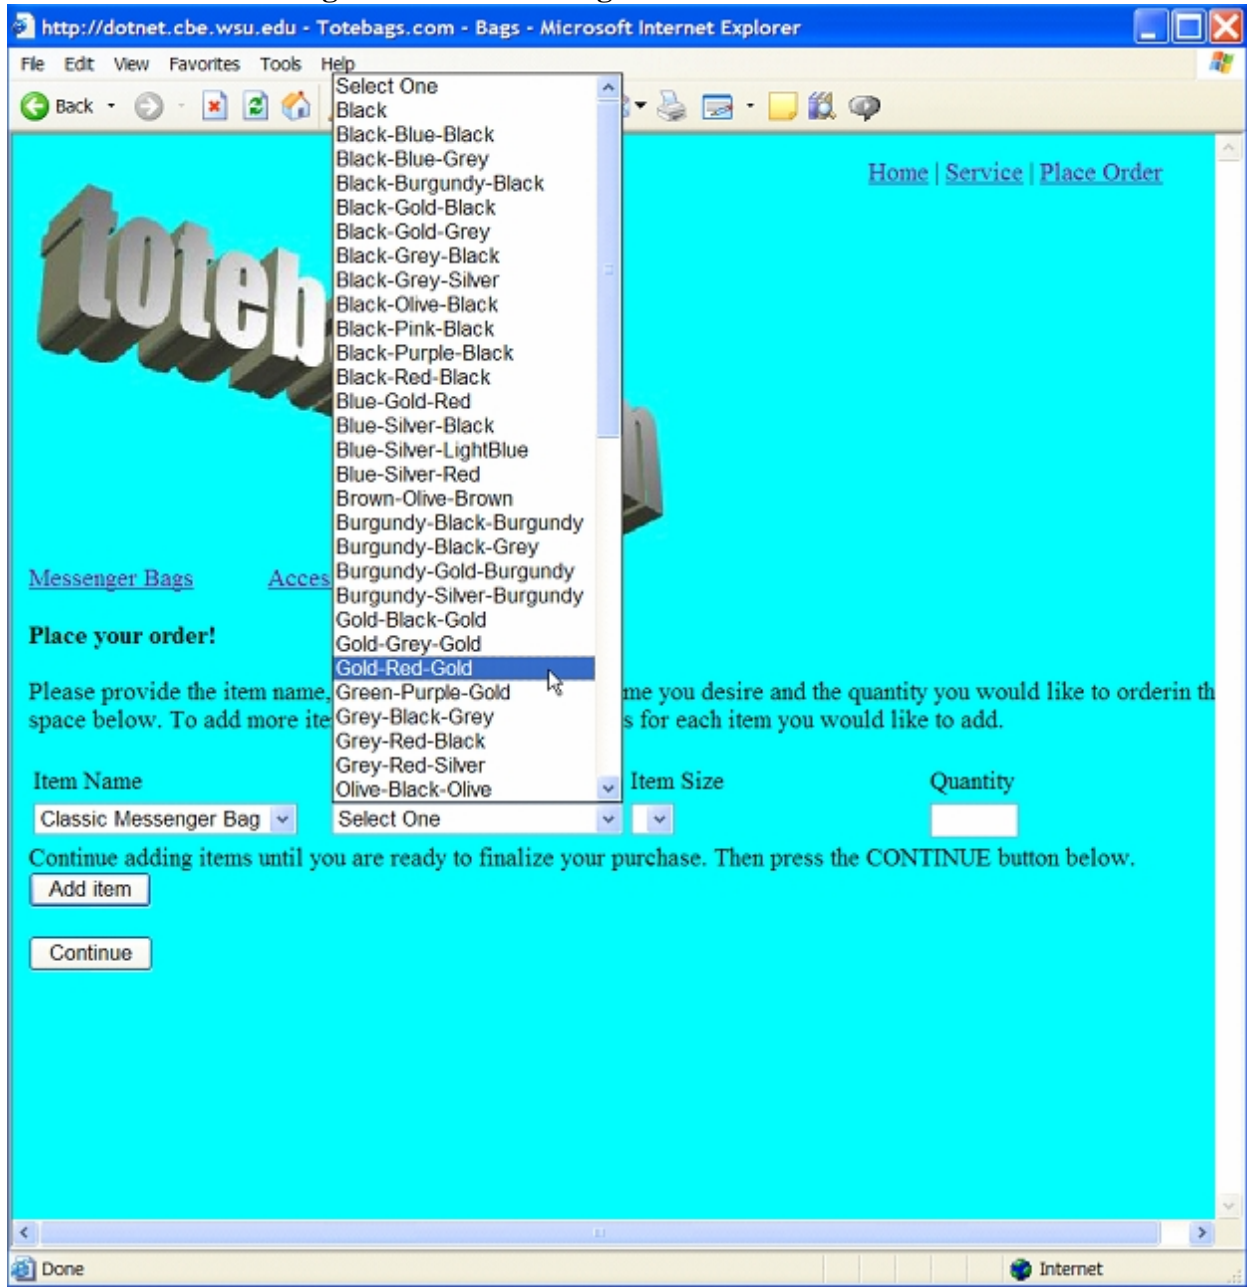 http://dotnet.cbe.wsu.edu - Totebags.com - Bags - Microsoft Internet Explorer
File Edit View Favorites Tools Help
Back
Home | Service | Place Order
toteb
Select One
Black
Black-Blue-Black
Black-Blue-Grey
Black-Burgundy-Black
Black-Gold-Black
Black-Gold-Grey
Black-Grey-Black
Black-Grey-Silver
Black-Olive-Black
Black-Pink-Black
Black-Purple-Black
Black-Red-Black
Blue-Gold-Red
Blue-Silver-Black
Blue-Silver-LightBlue
Blue-Silver-Red
Brown-Olive-Brown
Burgundy-Black-Burgundy
Burgundy-Black-Grey
Burgundy-Gold-Burgundy
Burgundy-Silver-Burgundy
Gold-Black-Gold
Gold-Grey-Gold
Gold-Red-Gold
Green-Purple-Gold
Grey-Black-Grey
Grey-Red-Black
Grey-Red-Silver
Olive-Black-Olive
Messenger Bags Acces
Place your order!
Please provide the item name, me you desire and the quantity you would like to orderin th
space below. To add more ite s for each item you would like to add.
Item Name Item Size Quantity
Classic Messenger Bag Select One
Continue adding items until you are ready to finalize your purchase. Then press the CONTINUE button below.
Add item
Continue
Done Internet